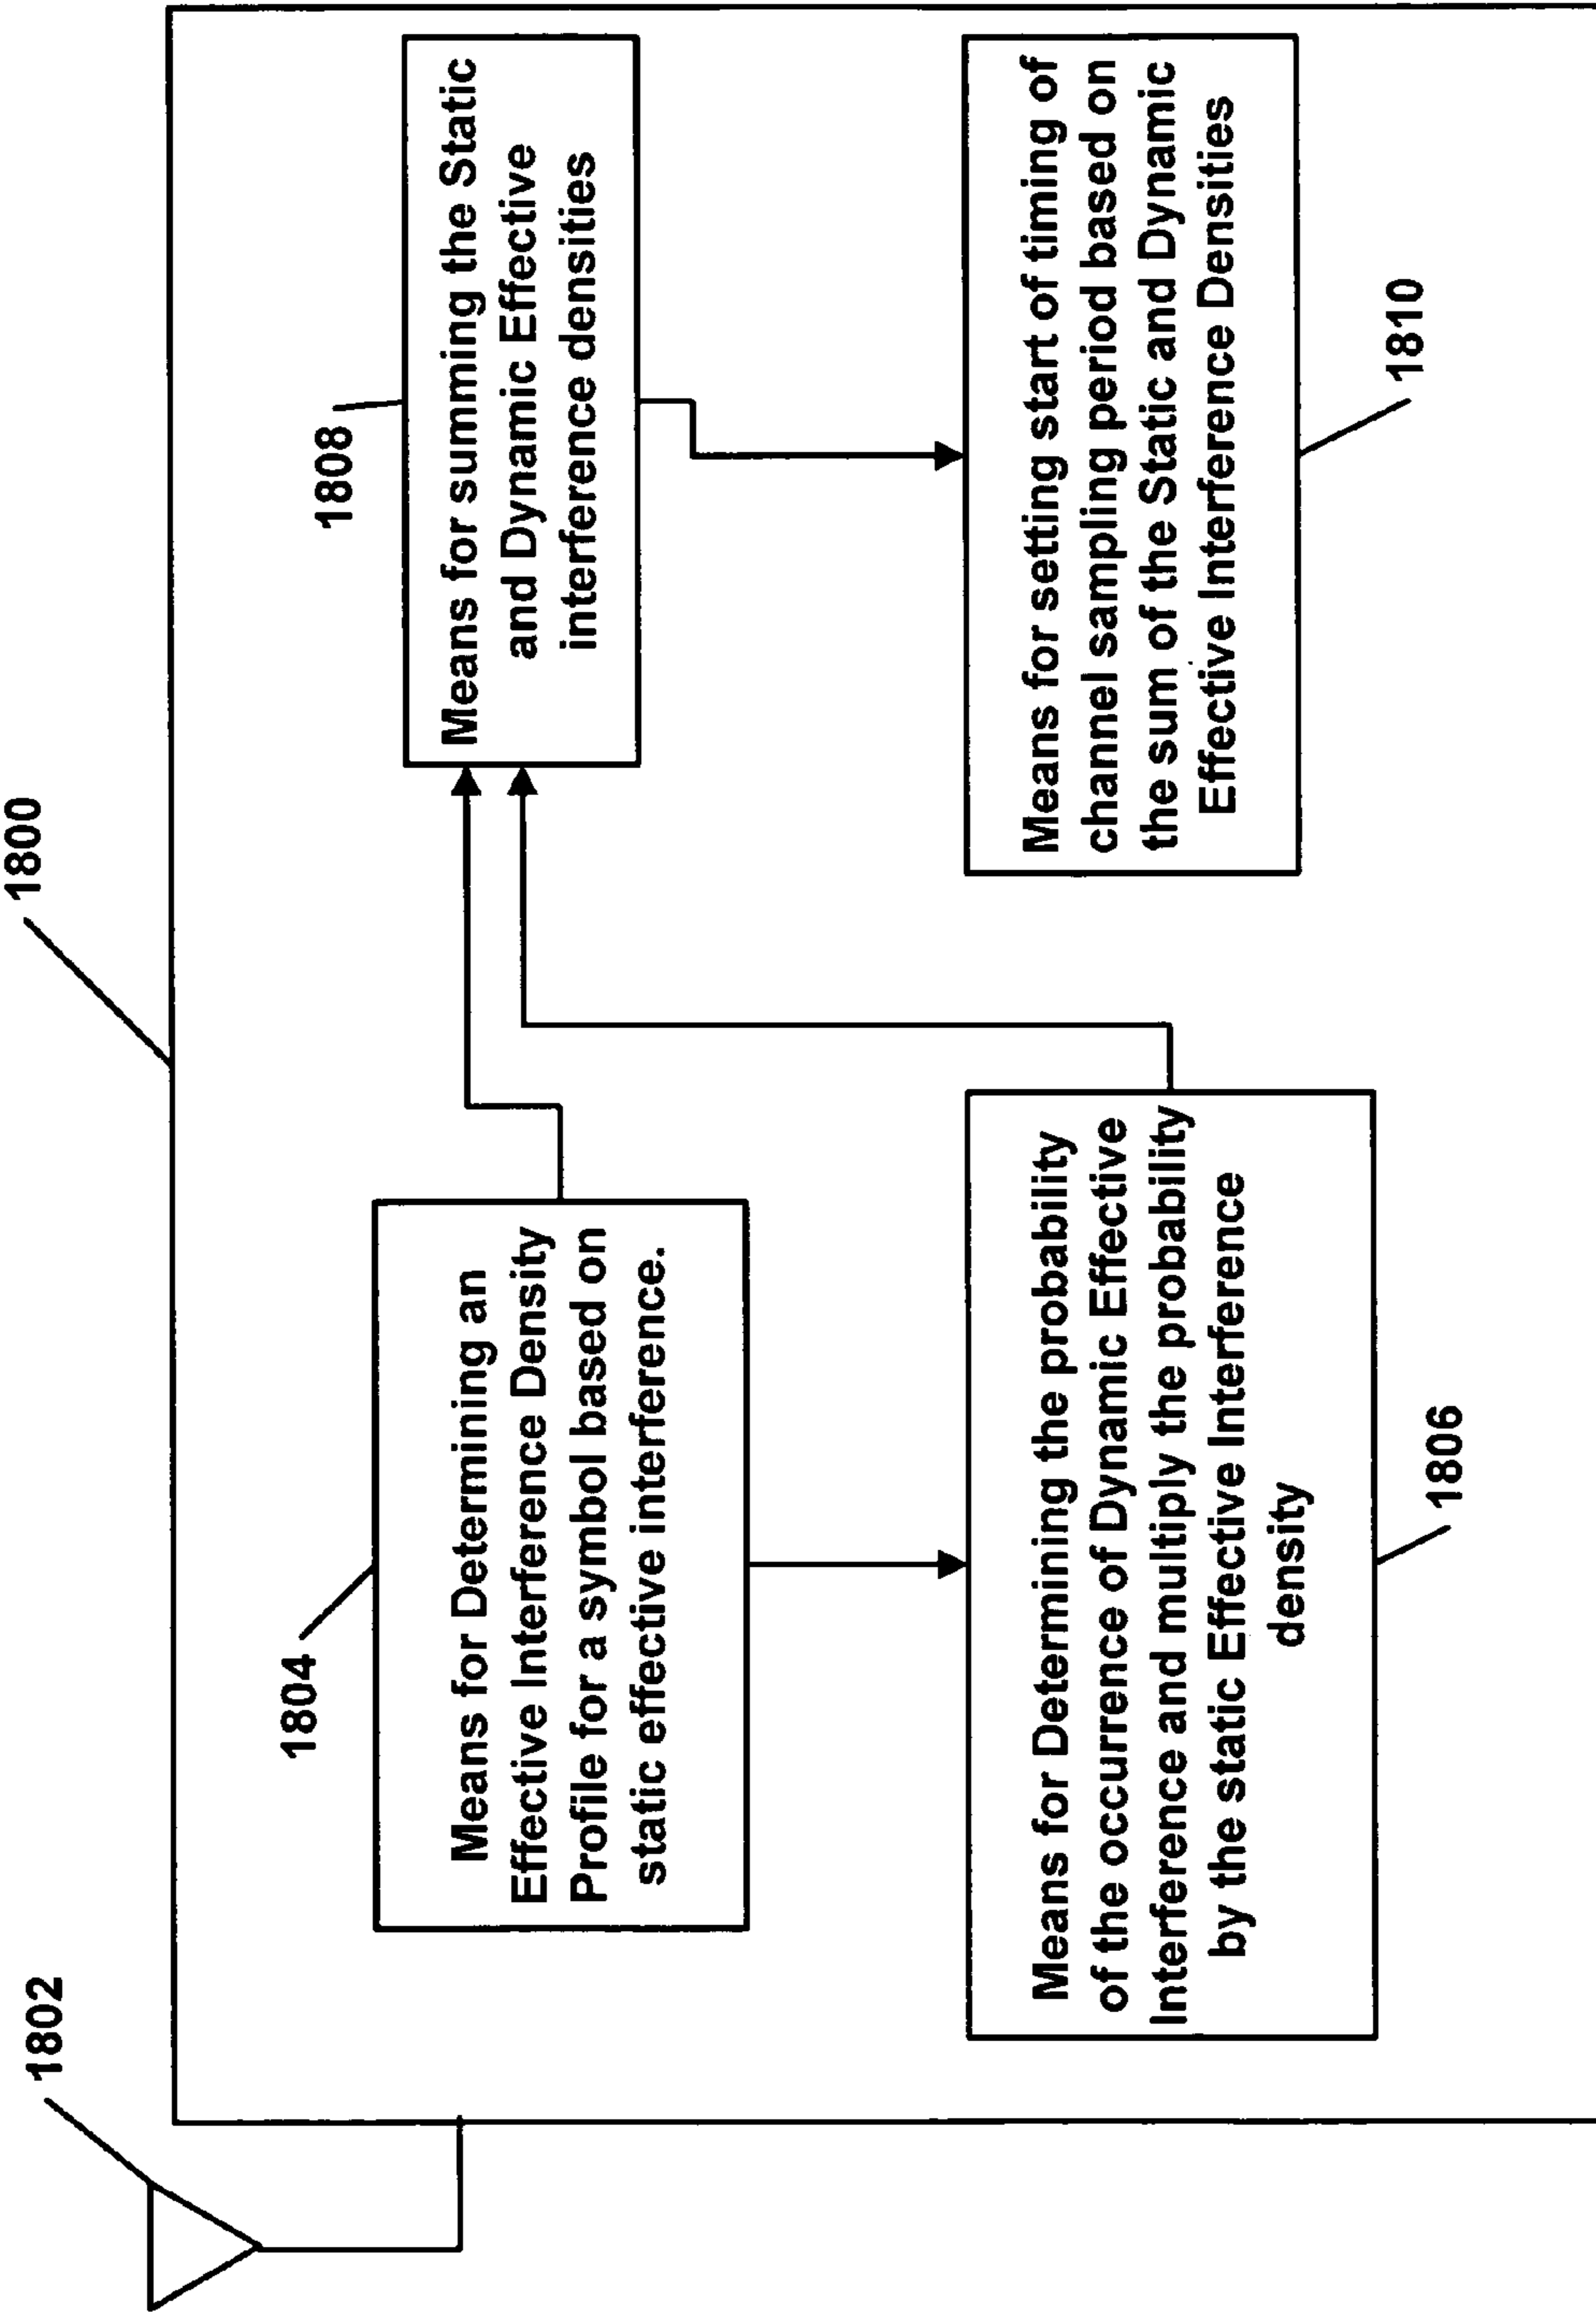 1800
1802
1804
Means for Determining an
Effective Interference Density
Profile for a symbol based on
static effective interference.
1808
Means for summing the Static
and Dynamic Effective
interference densities
Means for Determining the probability
of the occurrence of Dynamic Effective
Interference and multiply the probability
by the static Effective Interference
density
1806
Means for setting start of timing of
channel sampling period based on
the sum of the Static and Dynamic
Effective Interference Densities
1810